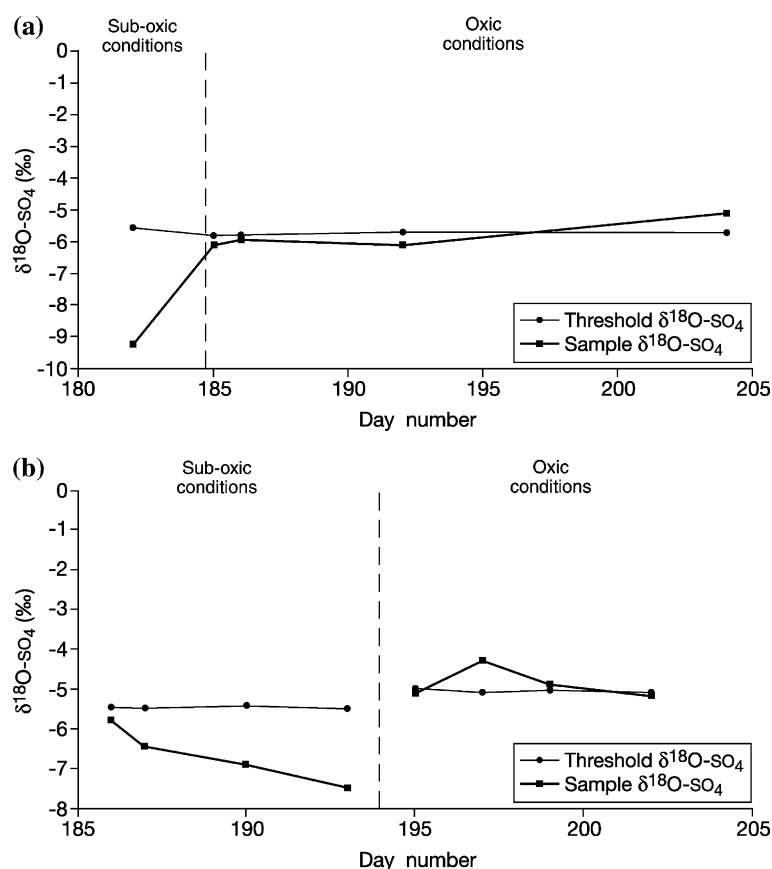 (a)
Sub-oxic
conditions
Oxic
conditions
0
-1
-2
-3
-4
-5
-6
-7
-8
-9
-10
δ18O-SO4 (‰)
Threshold δ18O-SO4
Sample δ18O-SO4
180
185
190
195
200
205
Day number
(b)
Sub-oxic
conditions
Oxic
conditions
0
-1
-2
-3
-4
-5
-6
-7
-8
δ18O-SO4 (‰)
Threshold δ18O-SO4
Sample δ18O-SO4
185
190
195
200
205
Day number